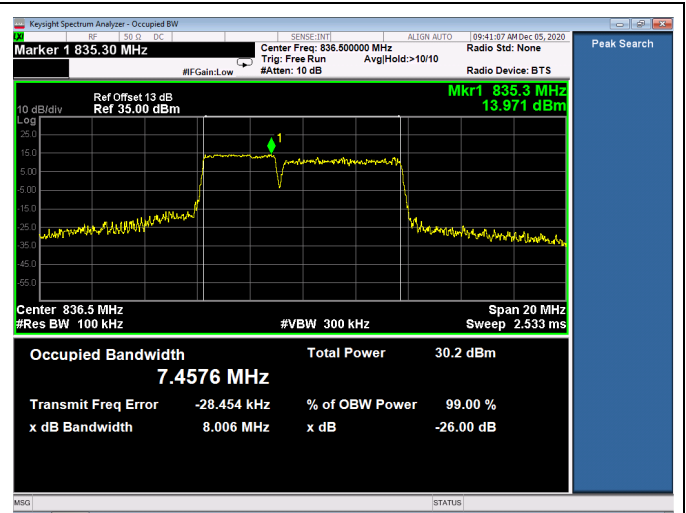 Keysight Spectrum Analyzer - Occupied BW
LXI RF 50 Ω DC SENSE:INT ALIGN AUTO 09:41:07 AM Dec 05, 2020
Marker 1 835.30 MHz Center Freq: 836.500000 MHz Radio Std: None Peak Search
Trig: Free Run Avg|Hold:>10/10
#IFGain:Low #Atten: 10 dB Radio Device: BTS
Mkr1 835.3 MHz
Ref Offset 13 dB
10 dB/div Ref 35.00 dBm 13.971 dBm
Log
25.0
1
15.0
5.00
-5.00
-15.0
-25.0
-35.0
-45.0
-55.0
Center 836.5 MHz Span 20 MHz
#Res BW 100 kHz #VBW 300 kHz Sweep 2.533 ms
Occupied Bandwidth Total Power 30.2 dBm
7.4576 MHz
Transmit Freq Error -28.454 kHz % of OBW Power 99.00 %
x dB Bandwidth 8.006 MHz x dB -26.00 dB
MSG STATUS